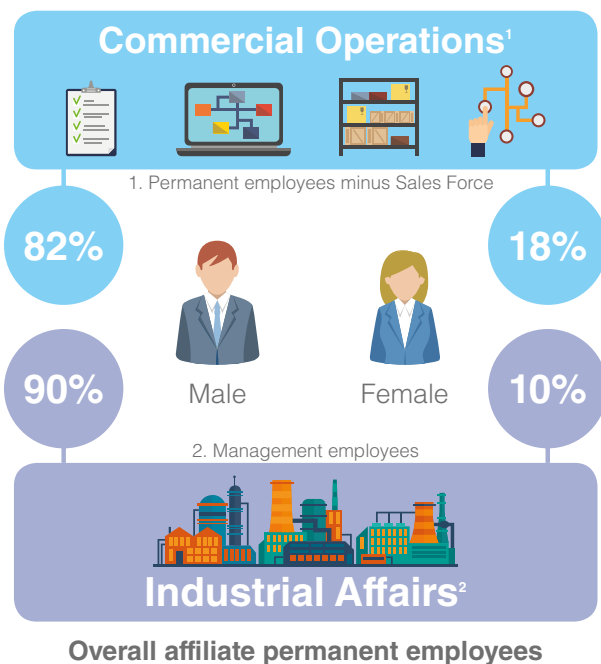 Commercial Operations¹
1. Permanent employees minus Sales Force
82%
18%
90%
Male
Female
10%
2. Management employees
Industrial Affairs²
Overall affiliate permanent employees